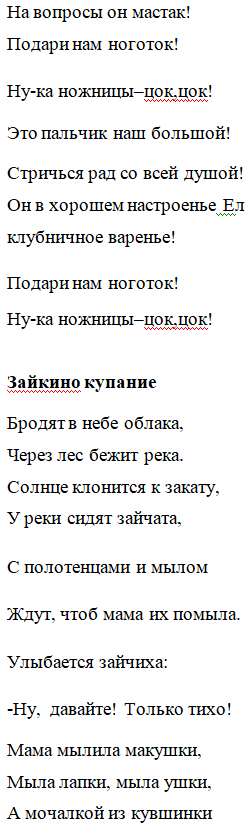 На вопросы он мастак!
Подари нам ноготок!
Ну-ка ножницы–цок,цок!
Это пальчик наш большой!
Стричься рад со всей душой!
Он в хорошем настроенье Ел
клубничное варенье!
Подари нам ноготок!
Ну-ка ножницы–цок,цок!
Зайкино купание
Бродят в небе облака,
Через лес бежит река.
Солнце клонится к закату,
У реки сидят зайчата,
С полотенцами и мылом
Ждут, чтоб мама их помыла.
Улыбается зайчиха:
-Ну,  давайте!  Только тихо!
Мама мылила макушки,
Мыла лапки, мыла ушки,
А мочалкой из кувшинки